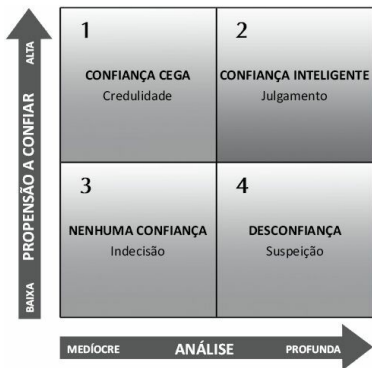 1
CONFIANÇA CEGA
Credulidade
2
CONFIANÇA INTELIGENTE
Julgamento
3
NENHUMA CONFIANÇA
Indecisão
4
DESCONFIANÇA
Suspeição
ALTA
PROPENSÃO A CONFIAR
BAIXA
MEDÍOCRE ANÁLISE PROFUNDA